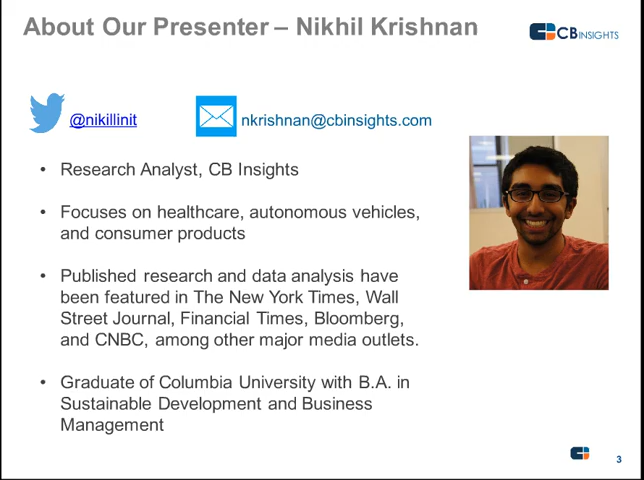 About Our Presenter – Nikhil Krishnan
CBINSIGHTS
@nikillinit
nkrishnan@cbinsights.com
• Research Analyst, CB Insights
• Focuses on healthcare, autonomous vehicles,
and consumer products
• Published research and data analysis have
been featured in The New York Times, Wall
Street Journal, Financial Times, Bloomberg,
and CNBC, among other major media outlets.
• Graduate of Columbia University with B.A. in
Sustainable Development and Business
Management
3